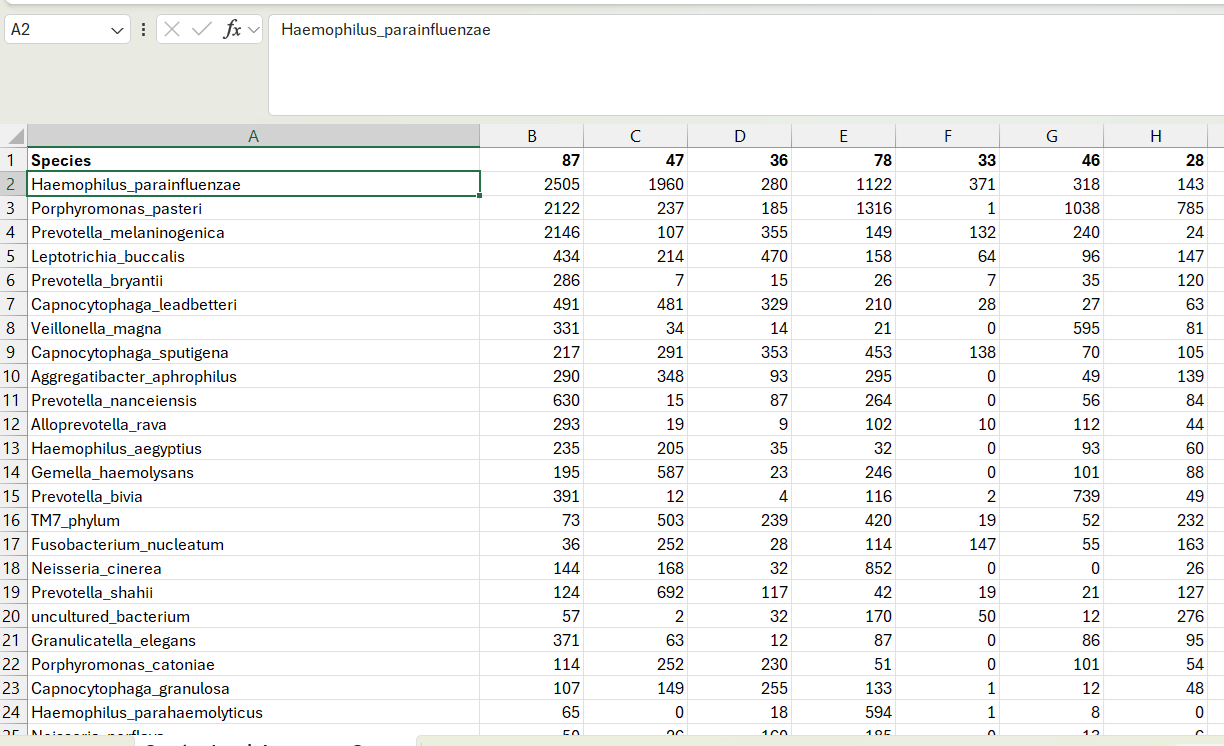 A2 fx Haemophilus_parainfluenzae
A B C D E F G H
1 Species 87 47 36 78 33 46 28
2 Haemophilus_parainfluenzae 2505 1960 280 1122 371 318 143
3 Porphyromonas_pasteri 2122 237 185 1316 1 1038 785
4 Prevotella_melaninogenica 2146 107 355 149 132 240 24
5 Leptotrichia_buccalis 434 214 470 158 64 96 147
6 Prevotella_bryantii 286 7 15 26 7 35 120
7 Capnocytophaga_leadbetteri 491 481 329 210 28 27 63
8 Veillonella_magna 331 34 14 21 0 595 81
9 Capnocytophaga_sputigena 217 291 353 453 138 70 105
10 Aggregatibacter_aphrophilus 290 348 93 295 0 49 139
11 Prevotella_nanceiensis 630 15 87 264 0 56 84
12 Alloprevotella_rava 293 19 9 102 10 112 44
13 Haemophilus_aegyptius 235 205 35 32 0 93 60
14 Gemella_haemolysans 195 587 23 246 0 101 88
15 Prevotella_bivia 391 12 4 116 2 739 49
16 TM7_phylum 73 503 239 420 19 52 232
17 Fusobacterium_nucleatum 36 252 28 114 147 55 163
18 Neisseria_cinerea 144 168 32 852 0 0 26
19 Prevotella_shahii 124 692 117 42 19 21 127
20 uncultured_bacterium 57 2 32 170 50 12 276
21 Granulicatella_elegans 371 63 12 87 0 86 95
22 Porphyromonas_catoniae 114 252 230 51 0 101 54
23 Capnocytophaga_granulosa 107 149 255 133 1 12 48
24 Haemophilus_parahaemolyticus 65 0 18 594 1 8 0